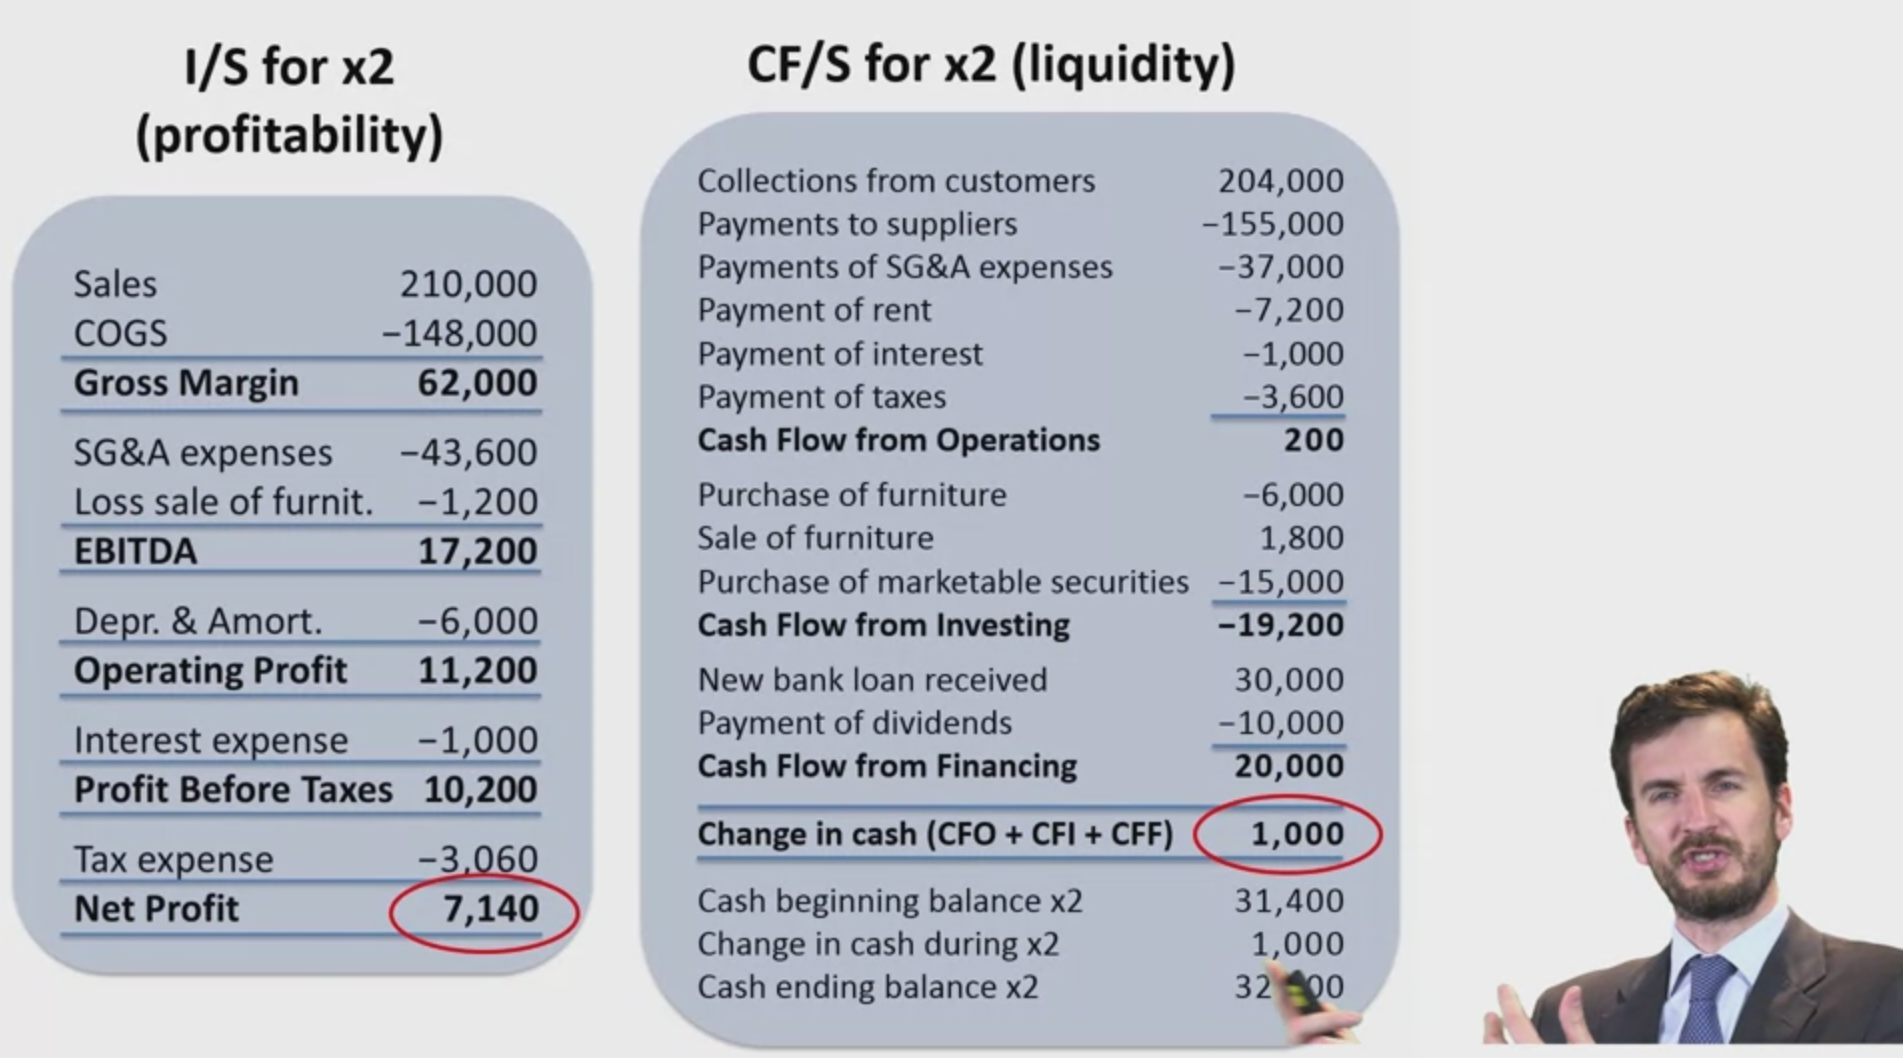 I/S for x2
(profitability)
Sales 210,000
COGS −148,000
Gross Margin 62,000
SG&A expenses −43,600
Loss sale of furnit. −1,200
EBITDA 17,200
Depr. & Amort. −6,000
Operating Profit 11,200
Interest expense −1,000
Profit Before Taxes 10,200
Tax expense −3,060
Net Profit 7,140
CF/S for x2 (liquidity)
Collections from customers 204,000
Payments to suppliers −155,000
Payments of SG&A expenses −37,000
Payment of rent −7,200
Payment of interest −1,000
Payment of taxes −3,600
Cash Flow from Operations 200
Purchase of furniture −6,000
Sale of furniture 1,800
Purchase of marketable securities −15,000
Cash Flow from Investing −19,200
New bank loan received 30,000
Payment of dividends −10,000
Cash Flow from Financing 20,000
Change in cash (CFO + CFI + CFF) 1,000
Cash beginning balance x2 31,400
Change in cash during x2 1,000
Cash ending balance x2